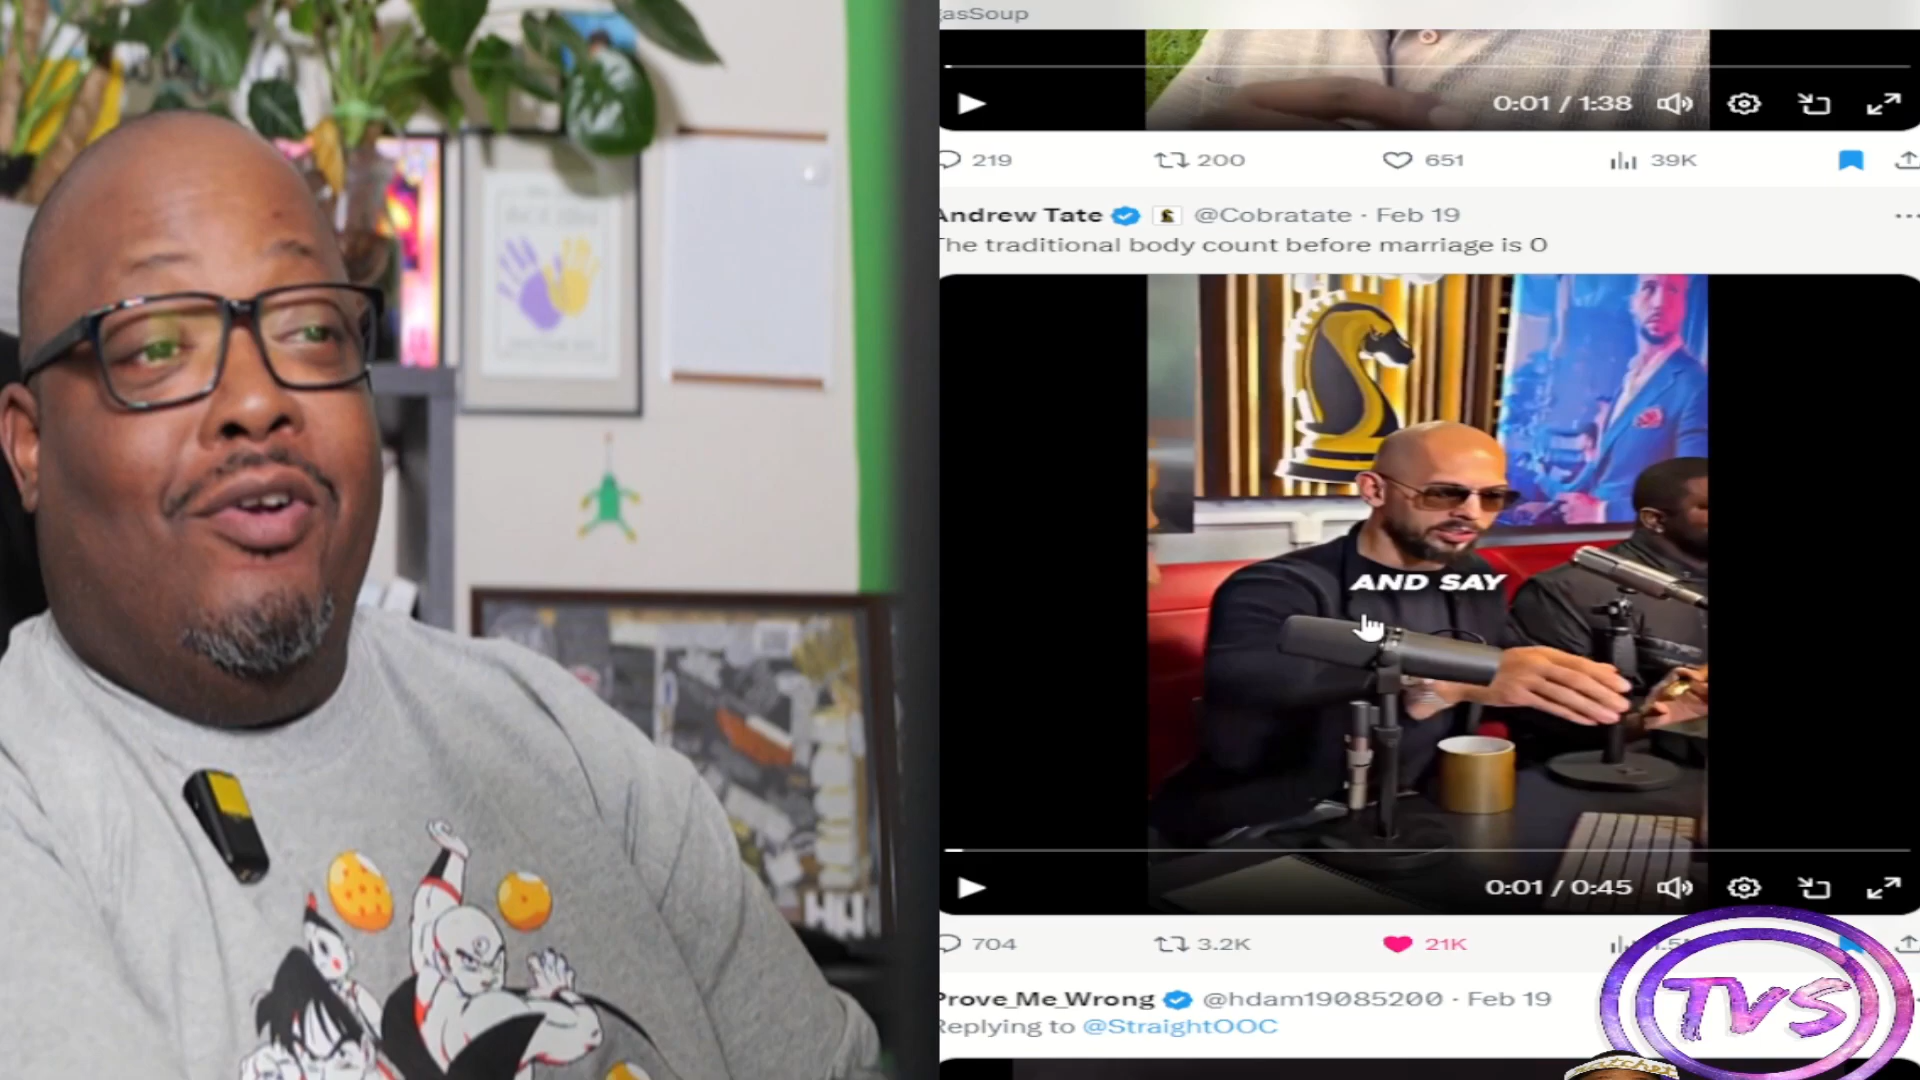 gasSoup
0:01 / 1:38
219
200
651
39K
Andrew Tate @Cobratate · Feb 19
The traditional body count before marriage is 0
AND SAY
0:01 / 0:45
704
3.2K
21K
Prove_Me_Wrong @hdam19085200 · Feb 19
Replying to @StraightOOC
TVS